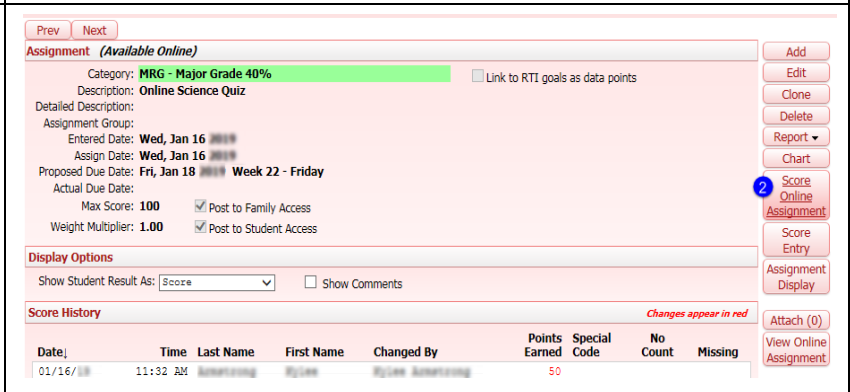 Prev Next
Assignment (Available Online)
Category: MRG - Major Grade 40%
Link to RTI goals as data points
Description: Online Science Quiz
Detailed Description:
Assignment Group:
Entered Date: Wed, Jan 16
Assign Date: Wed, Jan 16
Proposed Due Date: Fri, Jan 18 Week 22 - Friday
Actual Due Date:
Max Score: 100 Post to Family Access
Weight Multiplier: 1.00 Post to Student Access
Display Options
Show Student Result As: Score Show Comments
Score History Changes appear in red
Date↓ Time Last Name First Name Changed By Points Earned Special Code No Count Missing
01/16/ 11:32 AM 50
Add
Edit
Clone
Delete
Report
Chart
2
Score
Online
Assignment
Score
Entry
Assignment
Display
Attach (0)
View Online
Assignment